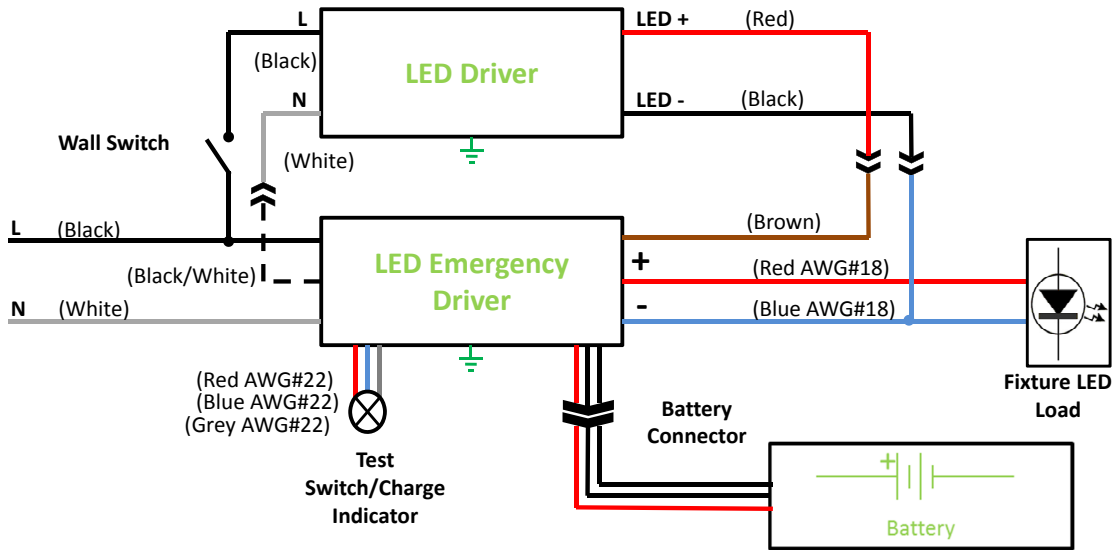 L
LED +
(Red)
(Black)
LED Driver
N
LED -
(Black)
Wall Switch
(White)
L
(Black)
(Brown)
(Black/White)
LED Emergency
Driver
+
(Red AWG#18)
N
(White)
-
(Blue AWG#18)
(Red AWG#22)
(Blue AWG#22)
(Grey AWG#22)
Fixture LED
Load
Battery
Connector
Test
Switch/Charge
Indicator
+
Battery